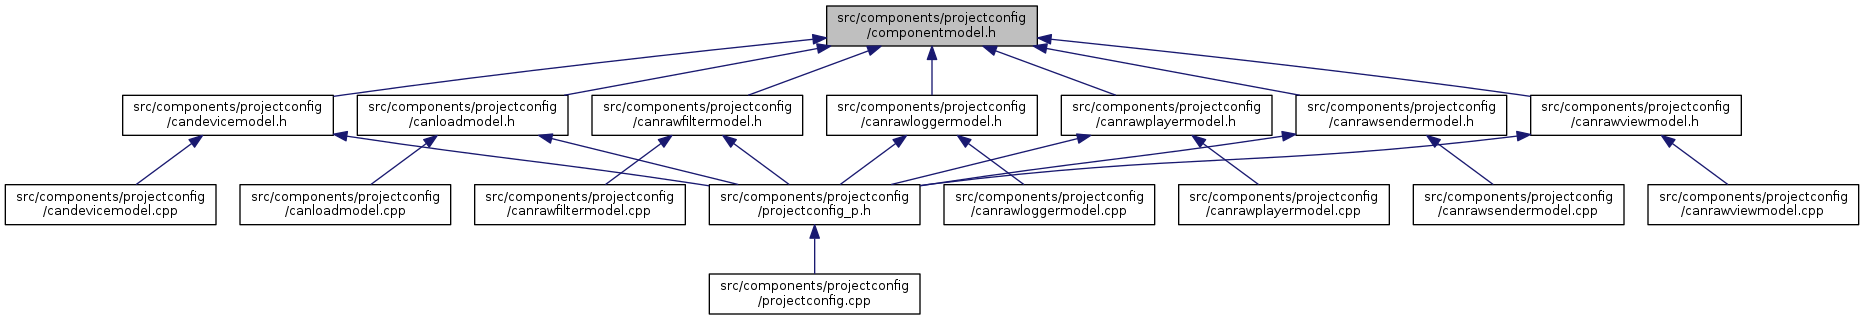 src/components/projectconfig
/componentmodel.h
src/components/projectconfig
/candevicemodel.h
src/components/projectconfig
/canloadmodel.h
src/components/projectconfig
/canrawfiltermodel.h
src/components/projectconfig
/canrawloggermodel.h
src/components/projectconfig
/canrawplayermodel.h
src/components/projectconfig
/canrawsendermodel.h
src/components/projectconfig
/canrawviewmodel.h
src/components/projectconfig
/candevicemodel.cpp
src/components/projectconfig
/canloadmodel.cpp
src/components/projectconfig
/canrawfiltermodel.cpp
src/components/projectconfig
/projectconfig_p.h
src/components/projectconfig
/canrawloggermodel.cpp
src/components/projectconfig
/canrawplayermodel.cpp
src/components/projectconfig
/canrawsendermodel.cpp
src/components/projectconfig
/canrawviewmodel.cpp
src/components/projectconfig
/projectconfig.cpp